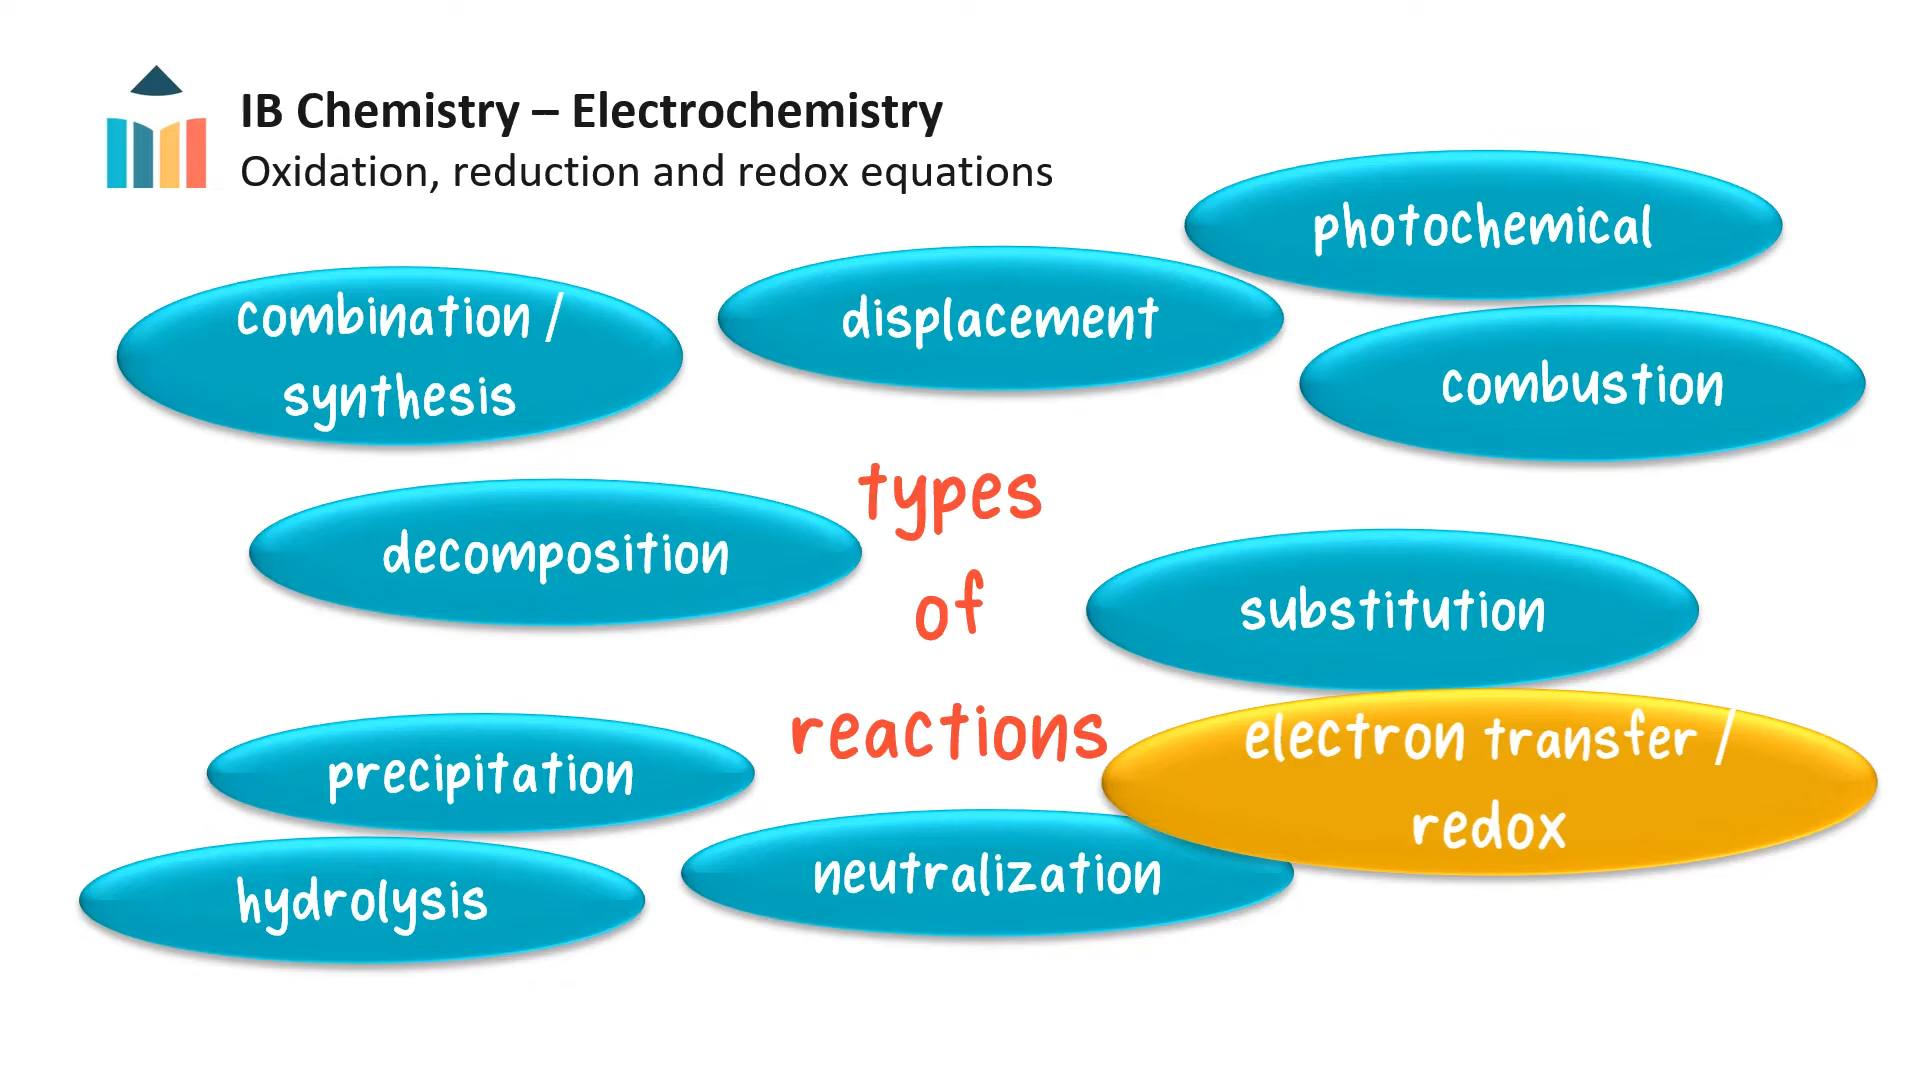 IB Chemistry – Electrochemistry
Oxidation, reduction and redox equations
photochemical
displacement
combination /
synthesis
combustion
types
of
reactions
decomposition
substitution
electron transfer /
redox
precipitation
neutralization
hydrolysis